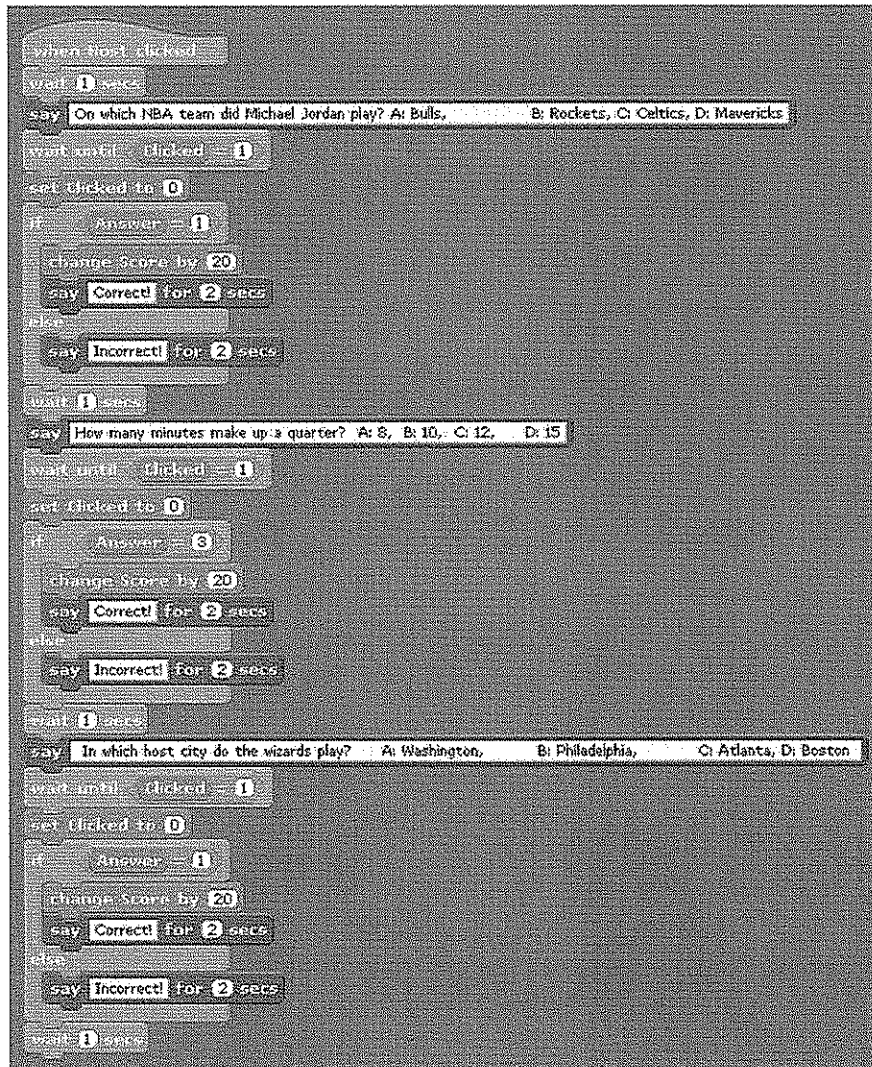 when Host clicked
wait 1 secs
say On which NBA team did Michael Jordan play? A: Bulls, B: Rockets, C: Celtics, D: Mavericks
wait until Clicked = 1
set Clicked to 0
if Answer = 1
change Score by 20
say Correct! for 2 secs
else
say Incorrect! for 2 secs
wait 1 secs
say How many minutes make up a quarter? A: 8, B: 10, C: 12, D: 15
wait until Clicked = 1
set Clicked to 0
if Answer = 3
change Score by 20
say Correct! for 2 secs
else
say Incorrect! for 2 secs
wait 1 secs
say In which host city do the wizards play? A: Washington, B: Philadelphia, C: Atlanta, D: Boston
wait until Clicked = 1
set Clicked to 0
if Answer = 1
change Score by 20
say Correct! for 2 secs
else
say Incorrect! for 2 secs
wait 1 secs